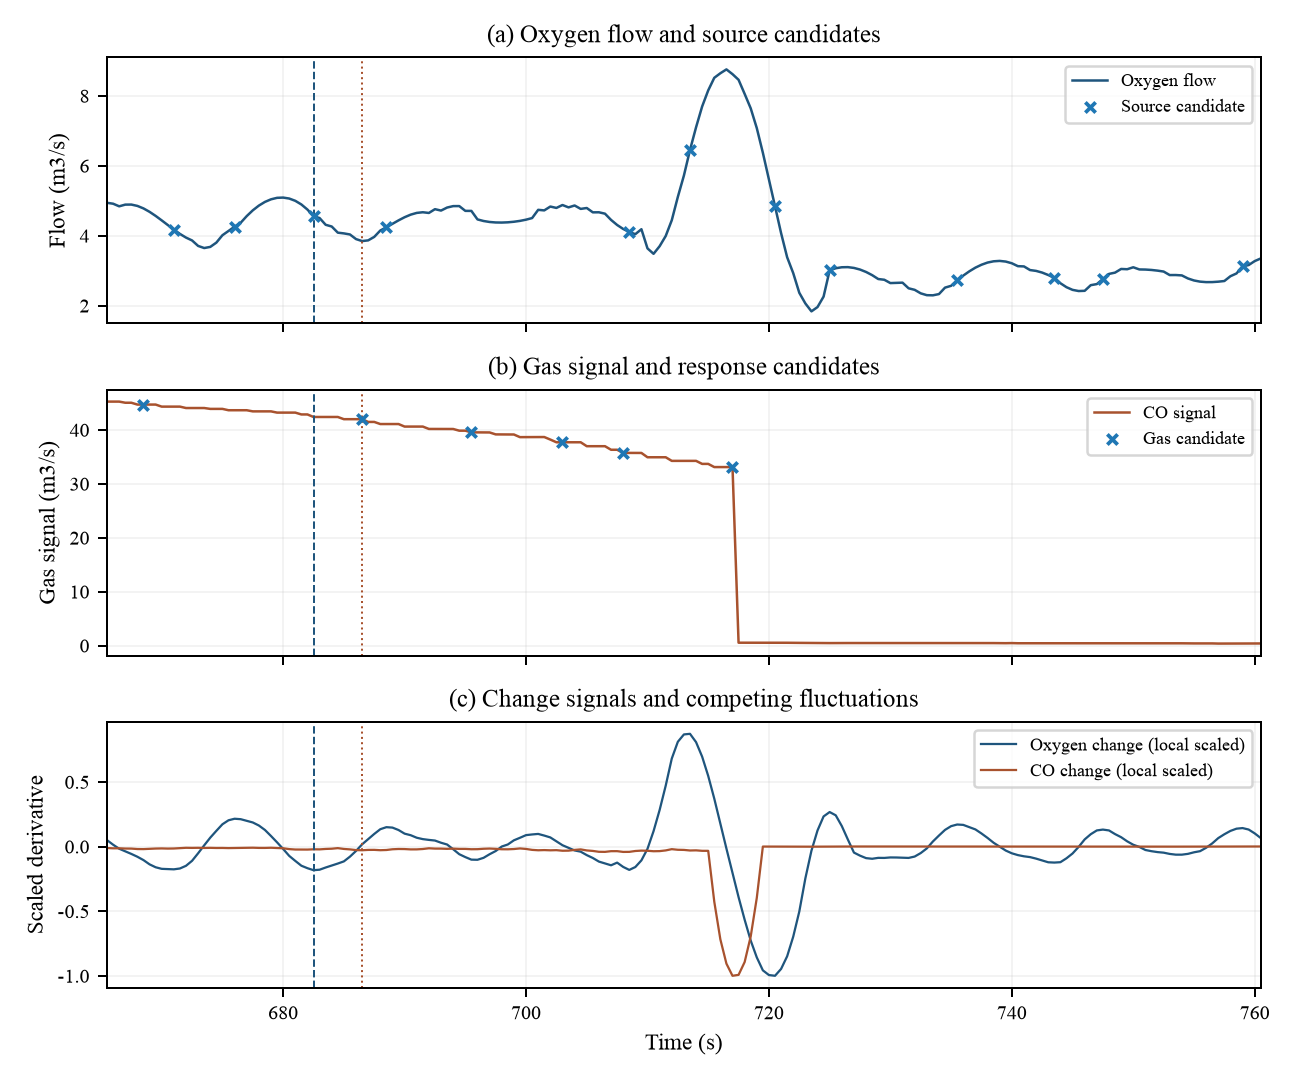 (a) Oxygen flow and source candidates
Flow (m3/s)
8
6
4
2
Oxygen flow
Source candidate
(b) Gas signal and response candidates
Gas signal (m3/s)
40
30
20
10
0
CO signal
Gas candidate
(c) Change signals and competing fluctuations
Scaled derivative
0.5
0.0
-0.5
-1.0
Oxygen change (local scaled)
CO change (local scaled)
680
700
720
740
760
Time (s)